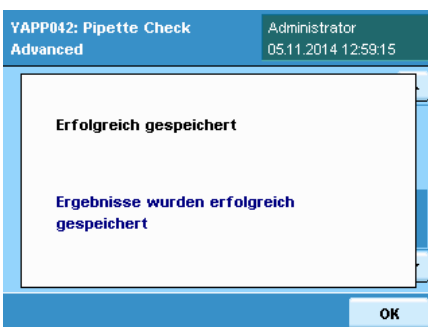 YAPP042: Pipette Check
Advanced
Administrator
05.11.2014 12:59:15
Erfolgreich gespeichert
Ergebnisse wurden erfolgreich
gespeichert
OK